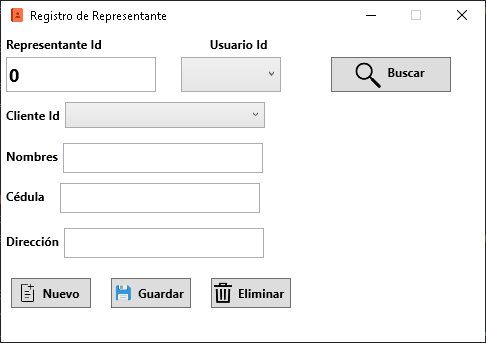 Registro de Representante
Representante Id
Usuario Id
0
Buscar
Cliente Id
Nombres
Cédula
Dirección
Nuevo
Guardar
Eliminar